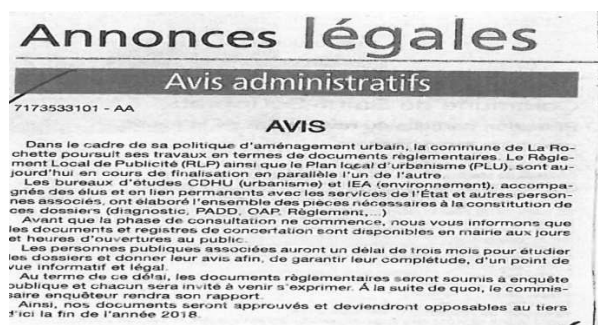 Annonces légales
Avis administratifs
7173533101 - AA
AVIS
Dans le cadre de sa politique d'aménagement urbain, la commune de La Ro-
chette poursuit ses travaux en termes de documents règlementaires. Le Règle-
ment Local de Publicité (RLP) ainsi que le Plan local d'urbanisme (PLU), sont au-
jourd'hui en cours de finalisation en parallèle l'un de l'autre.
Les bureaux d'études CDHU (urbanisme) et IEA (environnement), accompa-
gnés des élus et en lien permanents avec les services de l'État et autres person-
nes associés, ont élaboré l'ensemble des pièces nécessaires à la constitution de
ces dossiers (diagnostic, PADD, OAP, Règlement,...)
Avant que la phase de consultation ne commence, nous vous informons que
les documents et registres de concertation sont disponibles en mairie aux jours
et heures d'ouvertures au public.
Les personnes publiques associées auront un délai de trois mois pour étudier
les dossiers et donner leur avis afin, de garantir leur complétude, d'un point de
vue informatif et légal.
Au terme de ce délai, les documents règlementaires seront soumis à enquête
publique et chacun sera invité à venir s'exprimer. À la suite de quoi, le commis-
saire enquêteur rendra son rapport.
Ainsi, nos documents seront approuvés et deviendront opposables au tiers
d'ici la fin de l'année 2018.